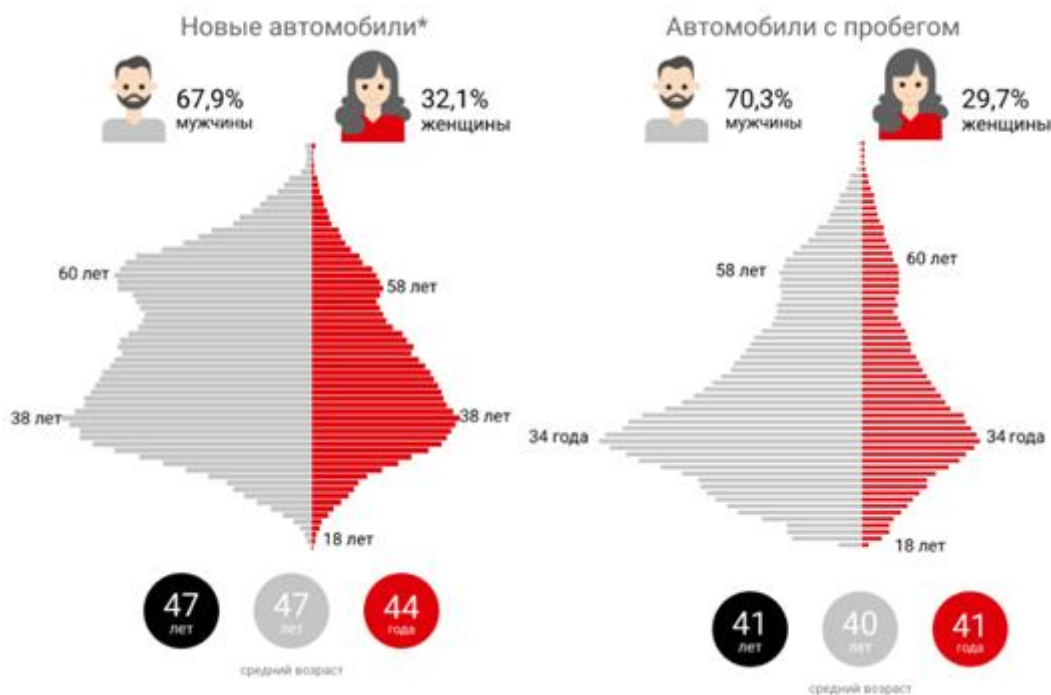 Новые автомобили*
67,9%
мужчины
32,1%
женщины
60 лет
58 лет
38 лет
38 лет
18 лет
47
лет
47
лет
44
года
средний возраст
Автомобили с пробегом
70,3%
мужчины
29,7%
женщины
58 лет
60 лет
34 года
34 года
18 лет
41
лет
40
лет
41
года
средний возраст